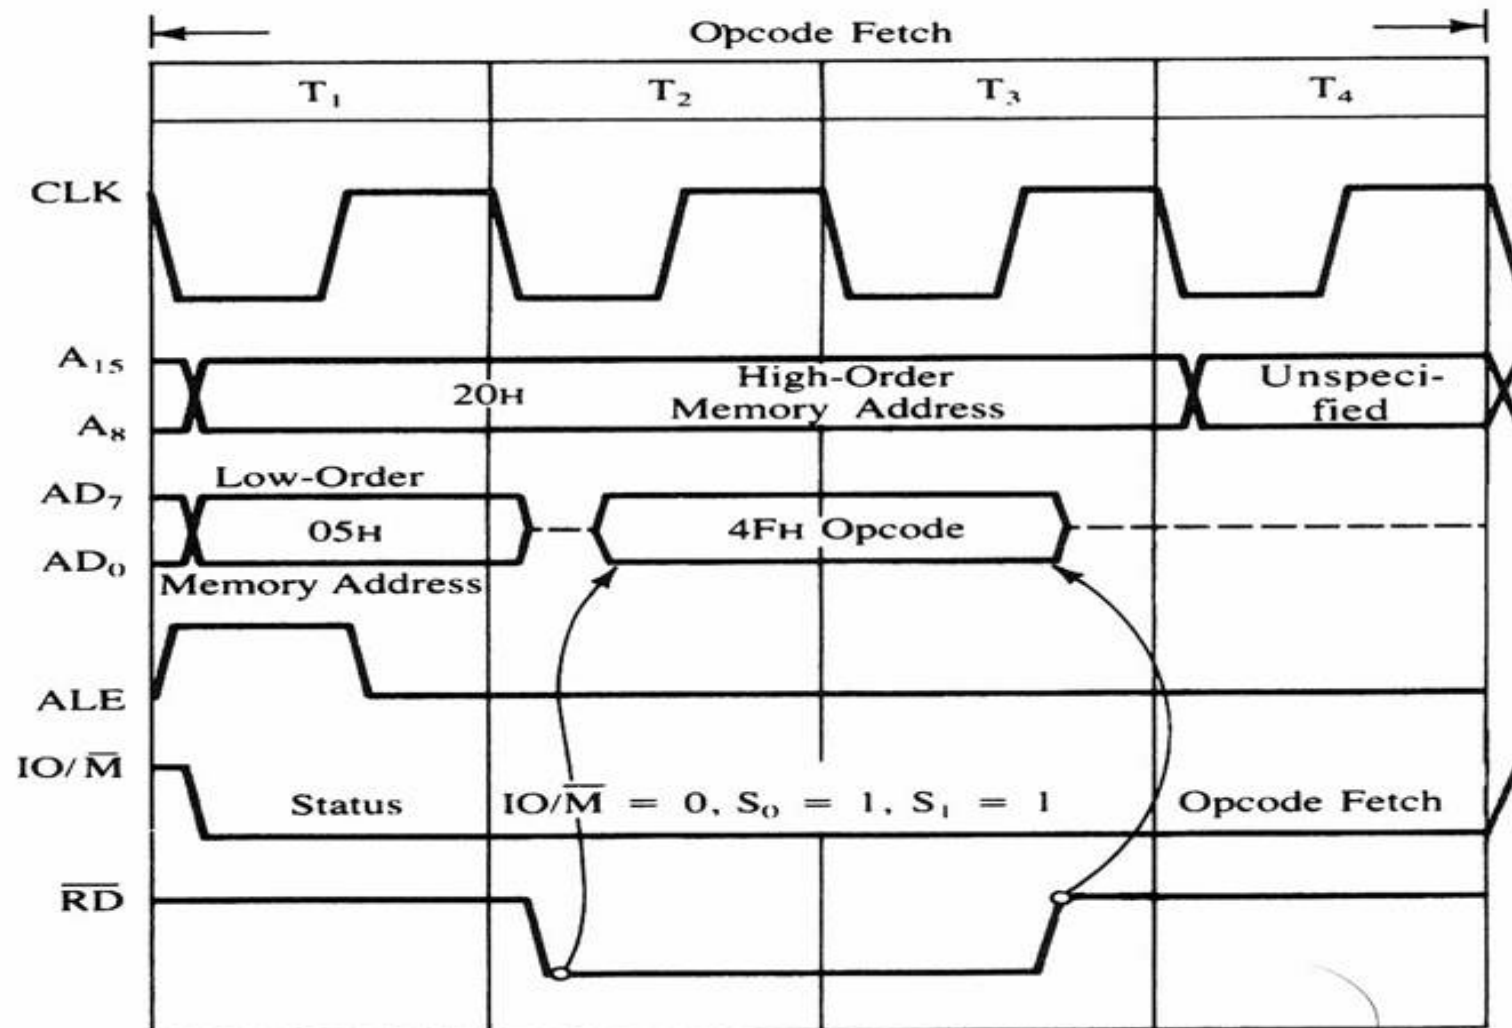 Opcode Fetch
T₁ T₂ T₃ T₄
CLK
A₁₅
20H High-Order
Memory Address
Unspeci-
fied
A₈
Low-Order
AD₇
05H
4FH Opcode
AD₀
Memory Address
ALE
IO/M̅
Status IO/M̅ = 0, S₀ = 1, S₁ = 1 Opcode Fetch
R̅D̅